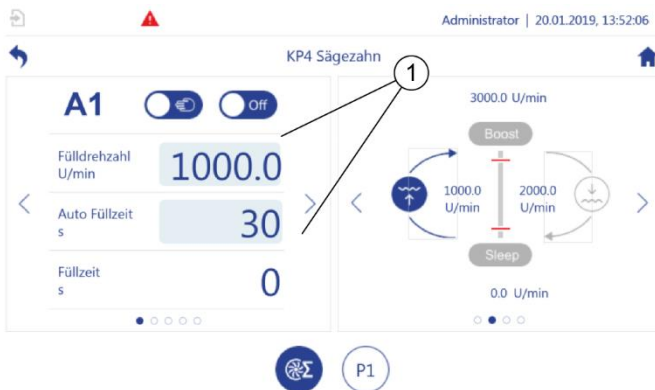 Administrator | 20.01.2019, 13:52:06
KP4 Sägezahn
1
A1
Off
Fülldrehzahl
U/min
1000.0
Auto Füllzeit
s
30
Füllzeit
s
0
3000.0 U/min
Boost
1000.0
U/min
2000.0
U/min
Sleep
0.0 U/min
Σ
P1